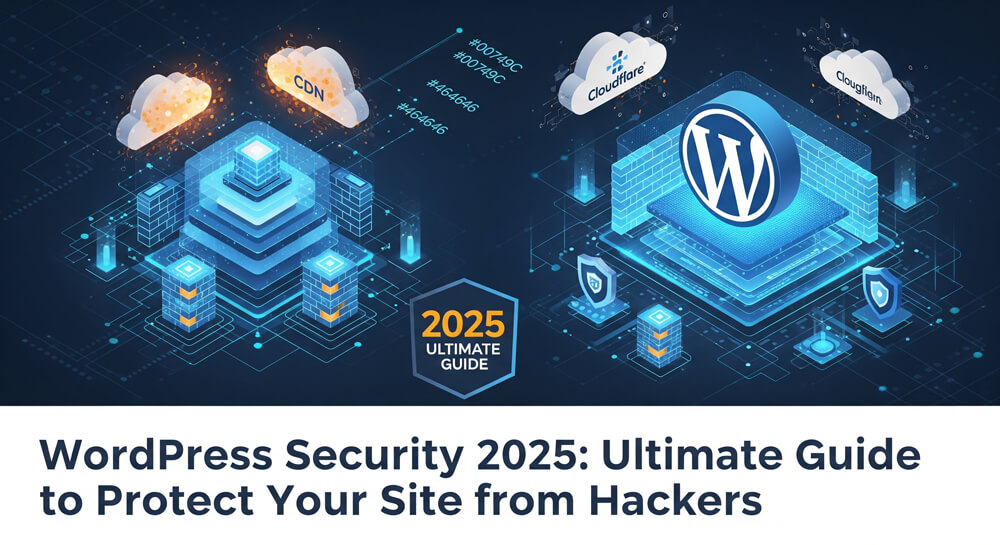 CDN
#00749C
#00749C
#464646
#464646
Cloudflare
W
2025
ULTIMATE
GUIDE
WordPress Security 2025: Ultimate Guide
to Protect Your Site from Hackers